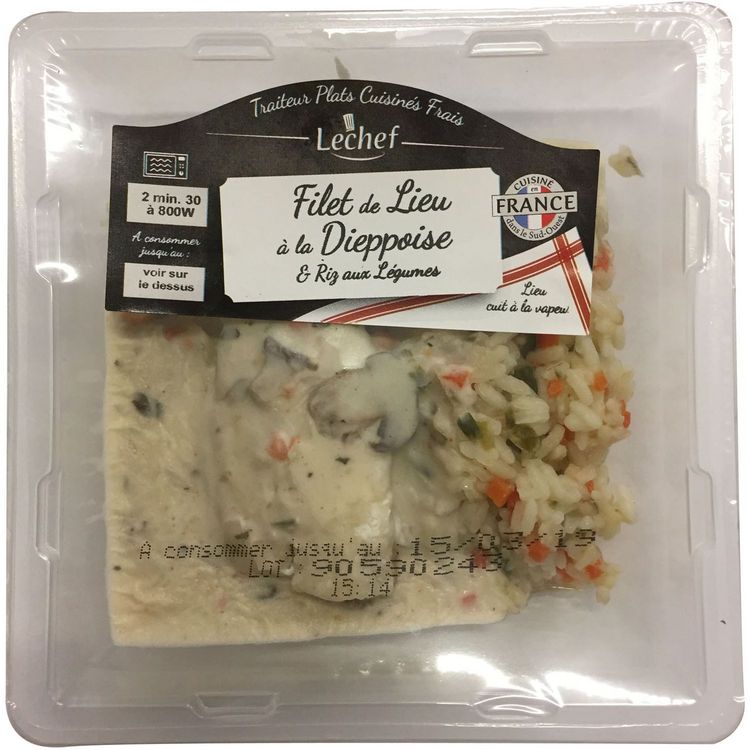 Traiteur Plats Cuisinés Frais
Lechef
2 min. 30
à 800W
A consommer
jusqu'au :
voir sur
le dessus
Filet de Lieu
à la Dieppoise
& Riz aux Légumes
CUISINÉ
en
FRANCE
dans le Sud-Ouest
Lieu
cuit à la vapeur
A consommer jusqu'au : 15/03/19
LOT : 90590243
15:14